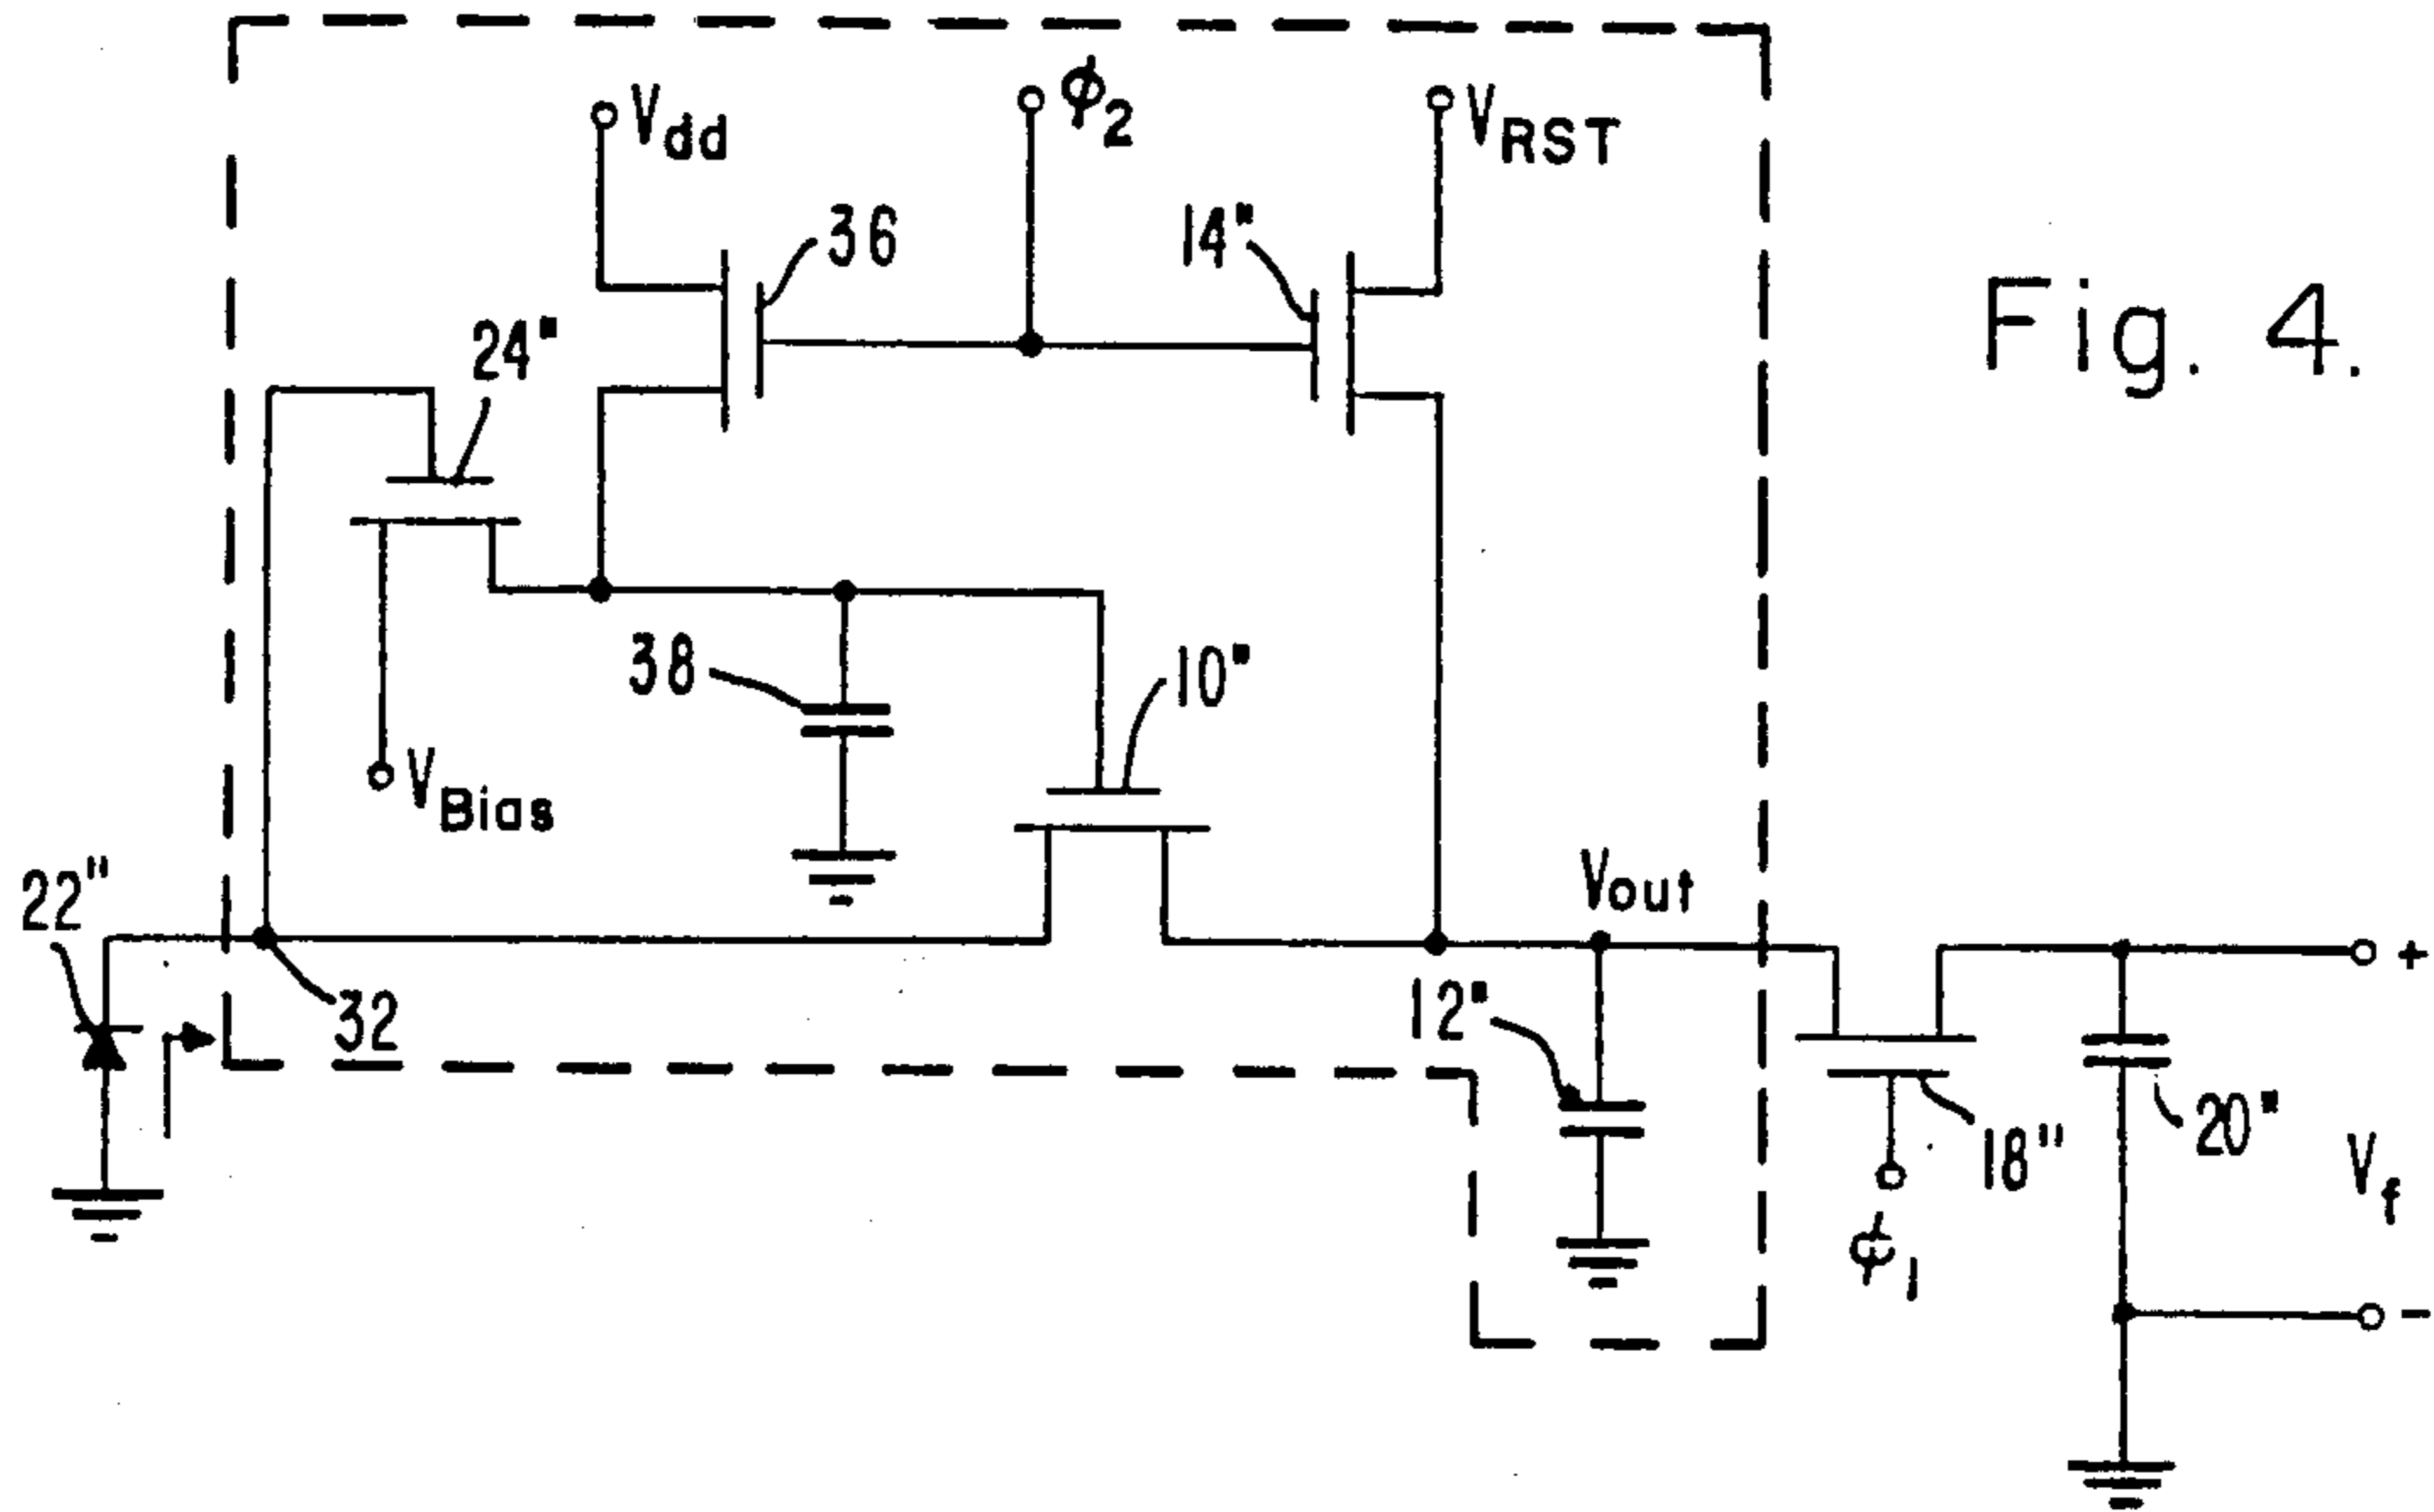 Vdd
ϕ2
VRST
36
14"
Fig. 4.
24"
38
10"
VBias
22"
Vout
32
12"
+
18"
20"
Vf
ϕ1
-